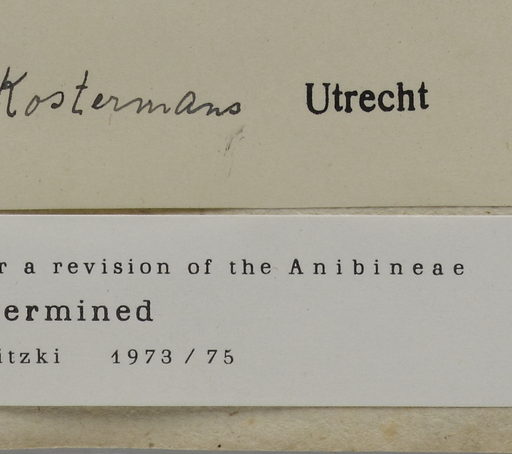 Kostermans Utrecht
r a revision of the Anibineae
ermined
itzki 1973/75